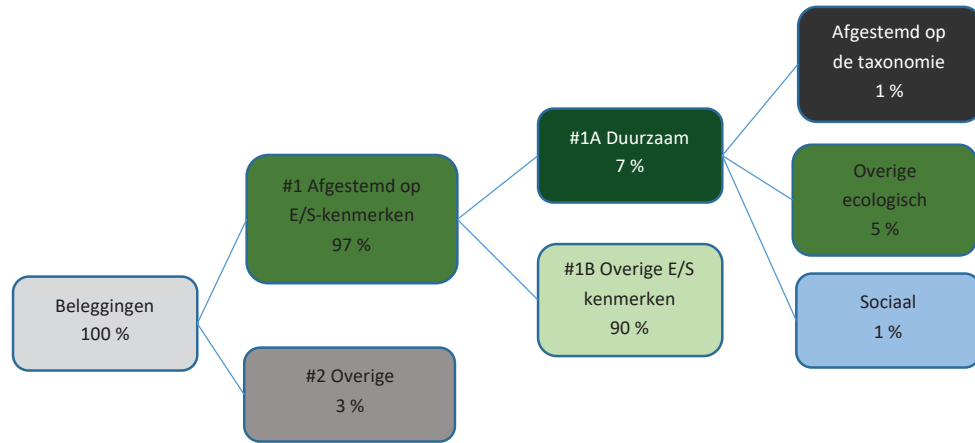 Beleggingen
100 %
#1 Afgestemd op
E/S-kenmerken
97 %
#2 Overige
3 %
#1A Duurzaam
7 %
#1B Overige E/S
kenmerken
90 %
Afgestemd op
de taxonomie
1 %
Overige
ecologisch
5 %
Sociaal
1 %